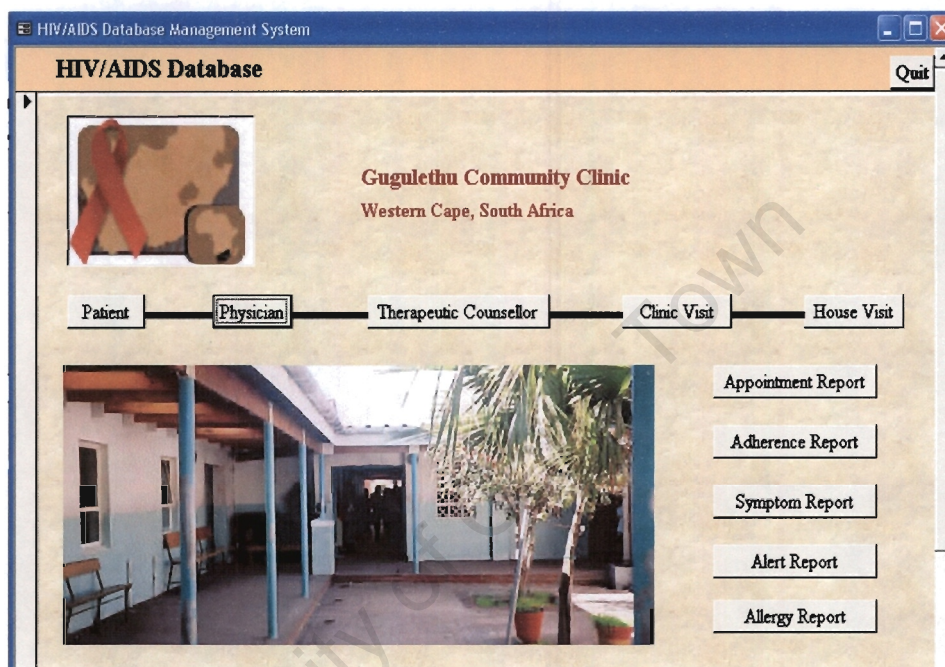 HIV/AIDS Database Management System
HIV/AIDS Database
Quit
Gugulethu Community Clinic
Western Cape, South Africa
Patient
Physician
Therapeutic Counsellor
Clinic Visit
House Visit
Appointment Report
Adherence Report
Symptom Report
Alert Report
Allergy Report
Town